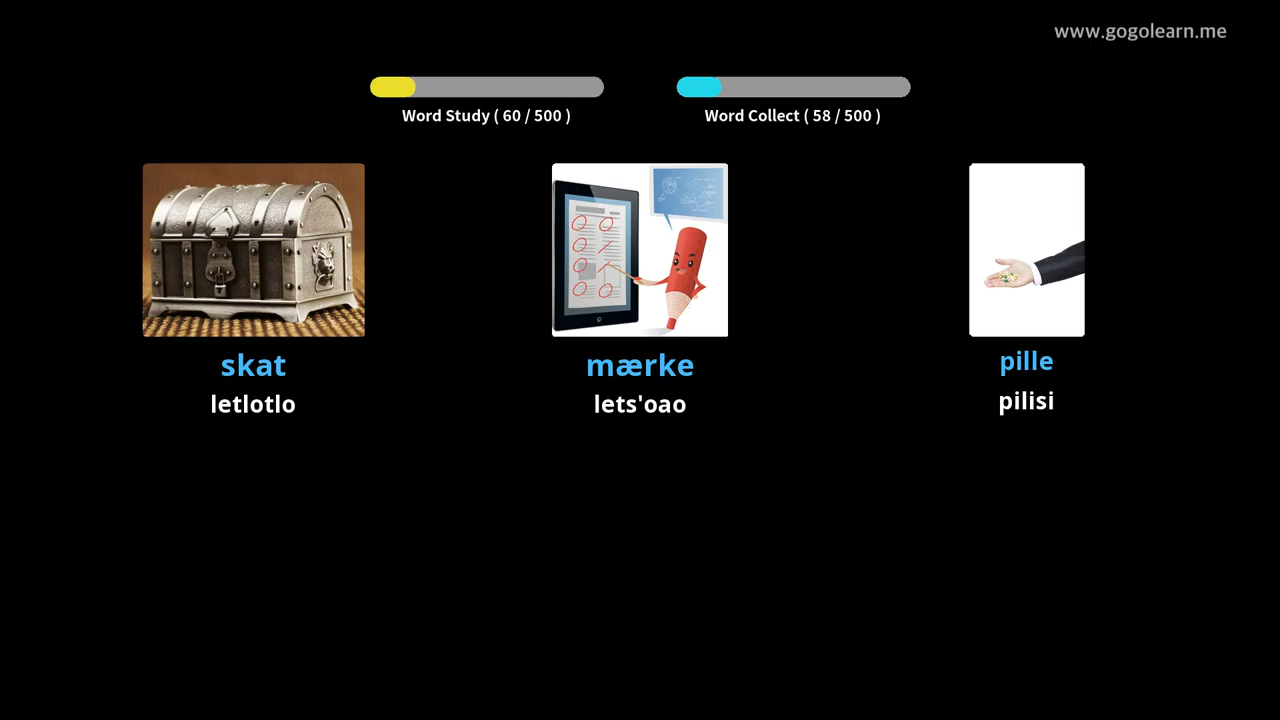 www.gogolearn.me
Word Study ( 60 / 500 )
Word Collect ( 58 / 500 )
skat
letlotlo
mærke
lets'oao
pille
pilisi